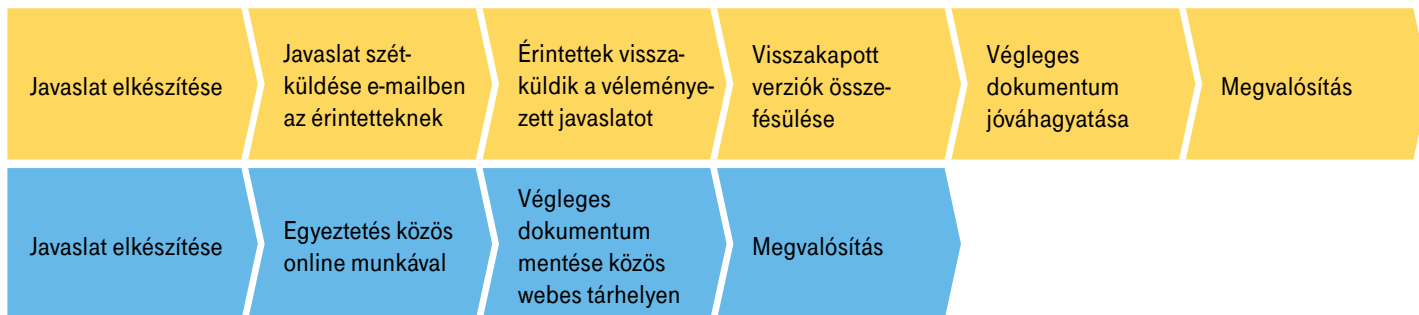 Javaslat elkészítése
Javaslat szét-
küldése e-mailben
az érintetteknek
Érintettek vissza-
küldik a véleménye-
zett javaslatot
Visszakapott
verziók össze-
fésülése
Végleges
dokumentum
jóváhagyatása
Megvalósítás
Javaslat elkészítése
Egyeztetés közös
online munkával
Végleges
dokumentum
mentése közös
webes tárhelyen
Megvalósítás